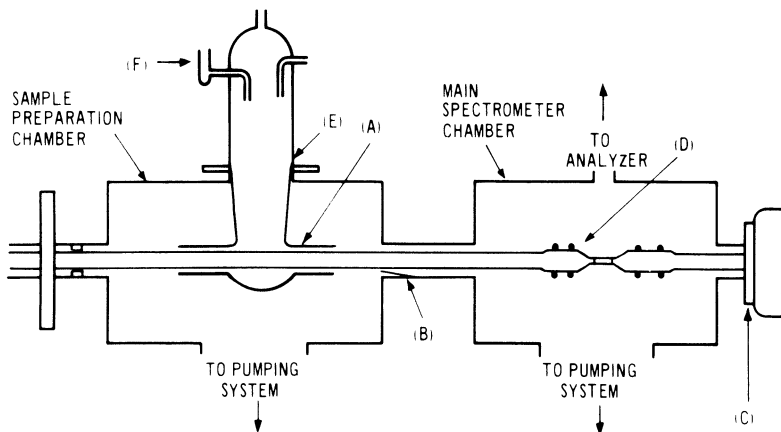 (F)
SAMPLE
PREPARATION
CHAMBER
(E)
(A)
MAIN
SPECTROMETER
CHAMBER
TO
ANALYZER
(D)
(B)
TO PUMPING
SYSTEM
TO PUMPING
SYSTEM
(C)